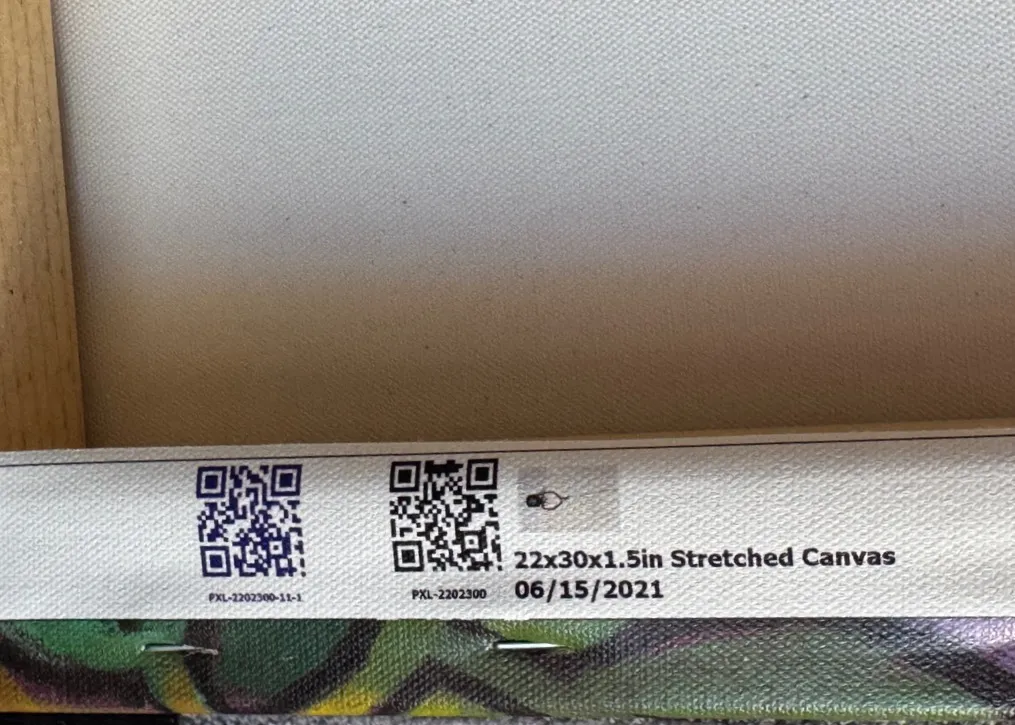 PXL-2202300-11-1
PXL-2202300
22x30x1.5in Stretched Canvas
06/15/2021